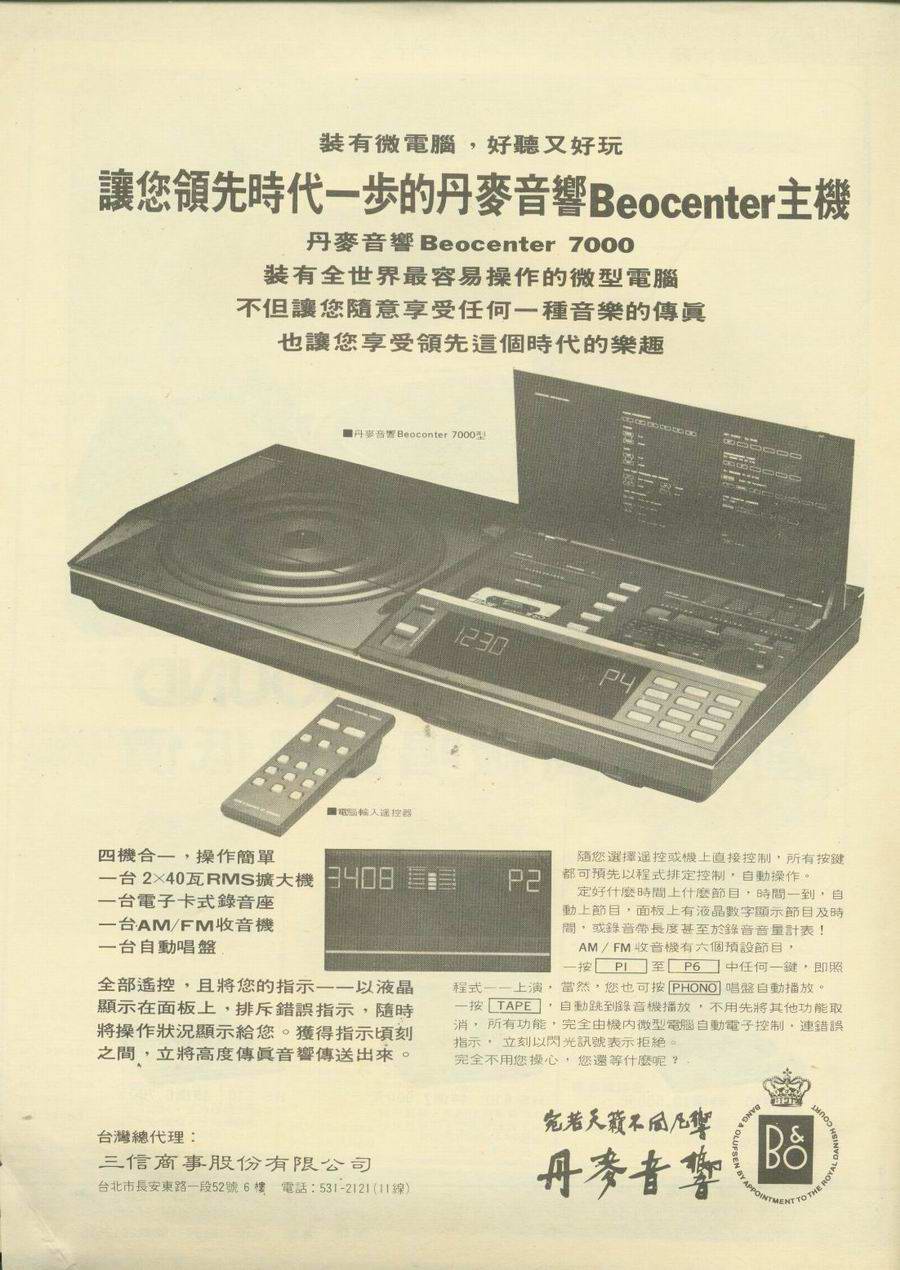 裝有微電腦，好聽又好玩
讓您領先時代一步的丹麥音響Beocenter主機
丹麥音響Beocenter 7000
裝有全世界最容易操作的微型電腦
不但讓您隨意享受任何一種音樂的傳眞
也讓您享受領先這個時代的樂趣
■丹麥音響Beoconter 7000型
1230
P4
■電腦輸入遥控器
四機合一，操作簡單
一台 2×40瓦RMS擴大機
一台電子卡式錄音座
一台AM/FM收音機
一台自動唱盤
全部遙控，且將您的指示——以液晶
顯示在面板上，排斥錯誤指示，隨時
將操作狀況顯示給您。獲得指示頃刻
之間，立將高度傳眞音響傳送出來。
3408
P2
隨您選擇遥控或機上直接控制，所有按鍵
都可預先以程式排定控制，自動操作。
定好什麼時間上什麼節目，時間一到，自
動上節目，面板上有液晶數字顯示節目及時
間，或錄音帶長度甚至於錄音音量計表！
AM / FM 收音機有六個預設節目，
一按 P1 至 P6 中任何一鍵，即照
程式——上演，當然，您也可按 PHONO 唱盤自動播放。
一按 TAPE ，自動跳到錄音機播放，不用先將其他功能取
消，所有功能，完全由機內微型電腦自動電子控制，連錯誤
指示，立刻以閃光訊號表示拒絕。
完全不用您操心，您還等什麼呢？
台灣總代理：
三信商事股份有限公司
台北市長安東路一段52號 6 樓 電話：531-2121(11線)
宛若天籟不同凡響
丹麥音響
B&O
BANG & OLUFSEN BY APPOINTMENT TO THE ROYAL DANISH COURT